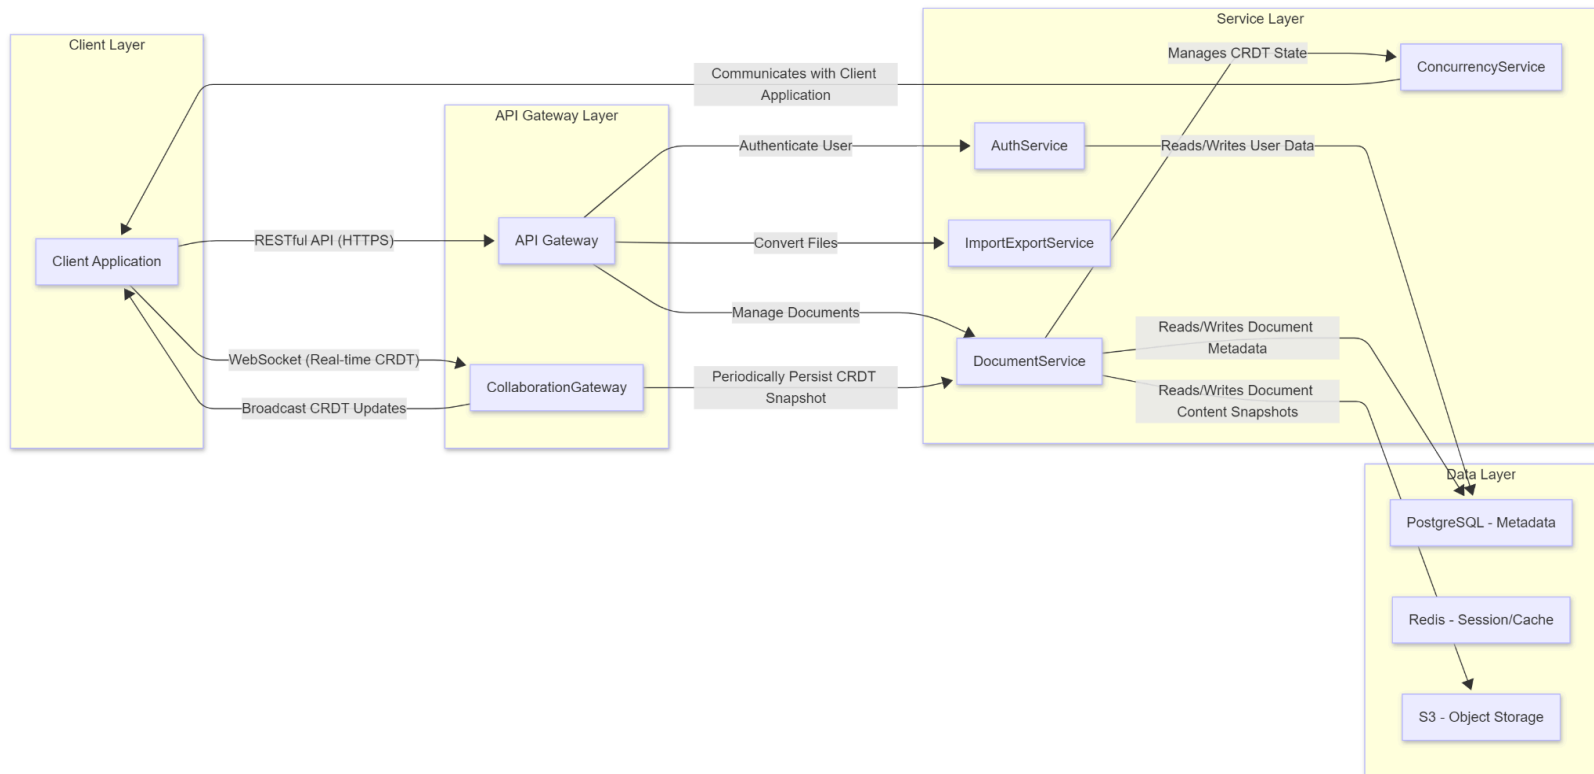 Service Layer
Client Layer
Manages CRDT State
ConcurrencyService
Communicates with Client
Application
API Gateway Layer
Authenticate User
AuthService
Reads/Writes User Data
RESTful API (HTTPS)
API Gateway
Convert Files
ImportExportService
Client Application
Manage Documents
Reads/Writes Document
Metadata
WebSocket (Real-time CRDT)
DocumentService
CollaborationGateway
Periodically Persist CRDT
Snapshot
Broadcast CRDT Updates
Reads/Writes Document
Content Snapshots
Data Layer
PostgreSQL - Metadata
Redis - Session/Cache
S3 - Object Storage